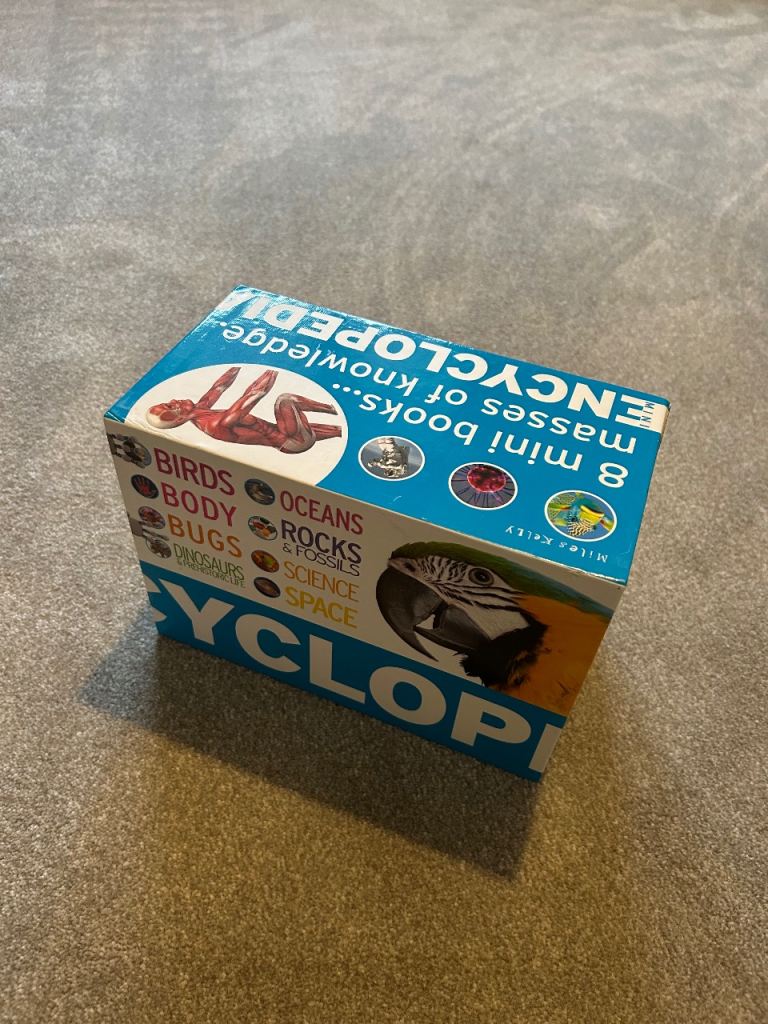 MINI
ENCYCLOPEDIA
8 mini books...
masses of knowledge.
Miles Kelly
BIRDS
BODY
BUGS
DINOSAURS
& PREHISTORIC LIFE
OCEANS
ROCKS
& FOSSILS
SCIENCE
SPACE
CYCLOPE